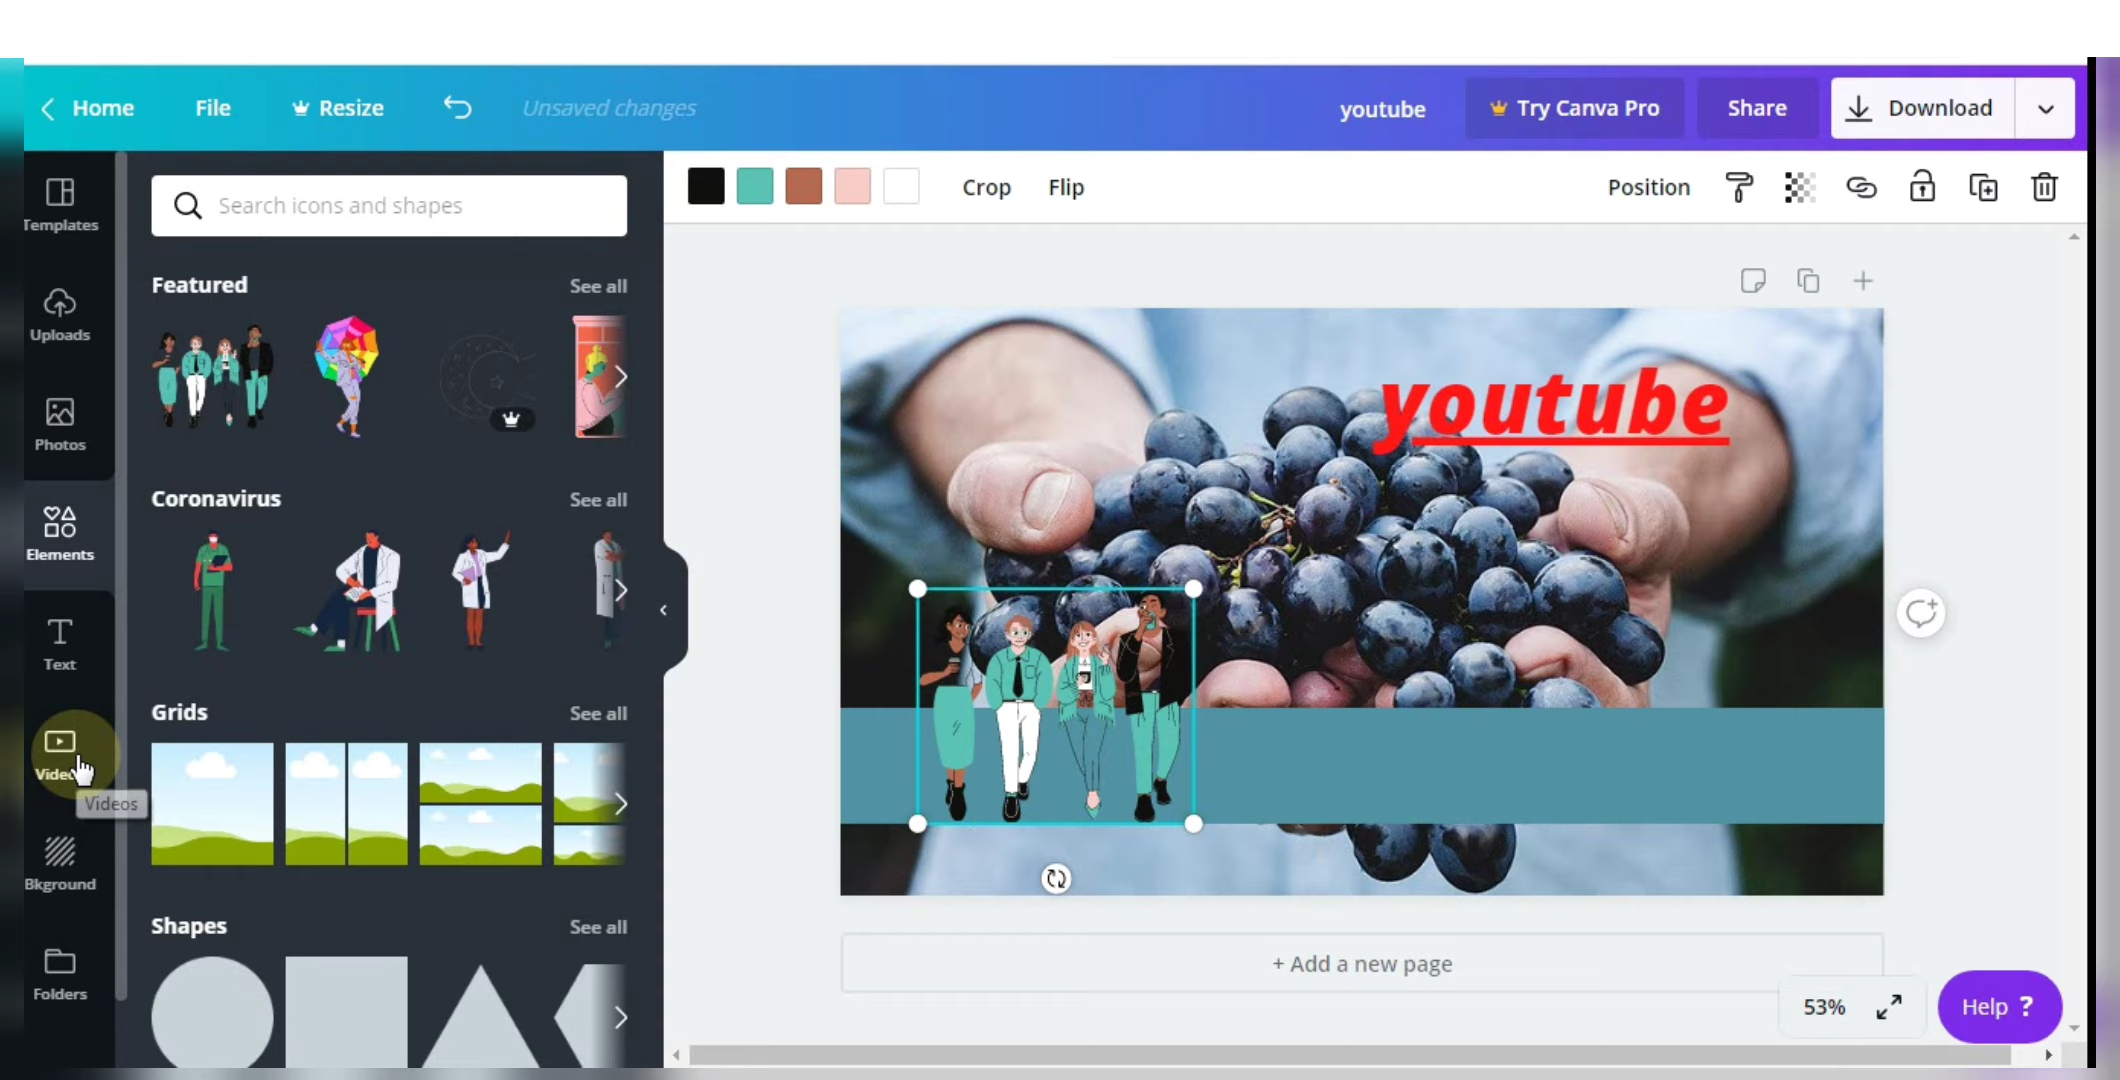 Home
File
Resize
Unsaved changes
youtube
Try Canva Pro
Share
Download
Templates
Uploads
Photos
Elements
Text
Videos
Bkground
Folders
Search icons and shapes
Featured
See all
Coronavirus
See all
Grids
See all
Shapes
See all
Crop
Flip
Position
youtube
+ Add a new page
53%
Help ?